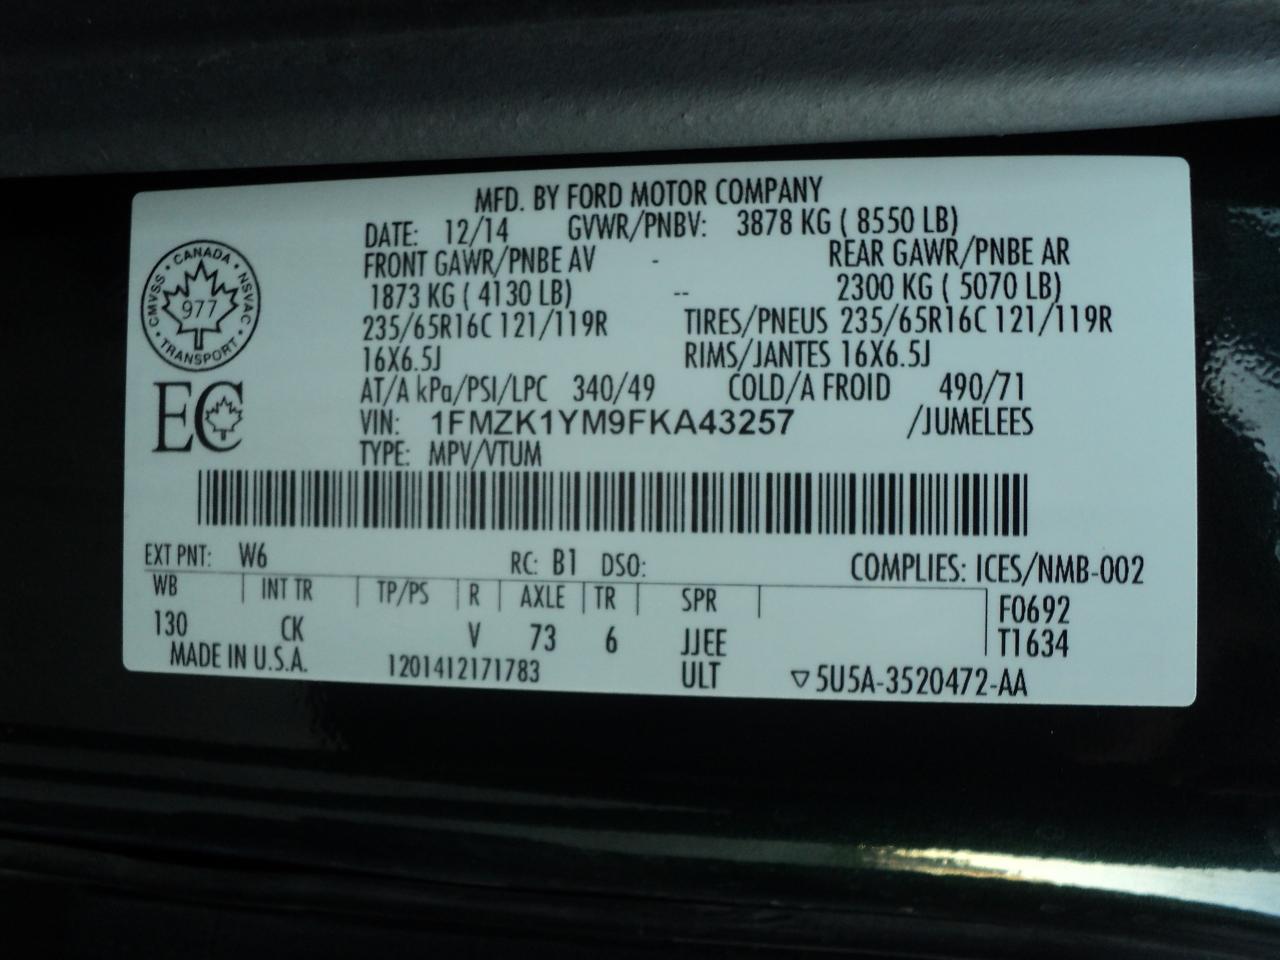 MFD. BY FORD MOTOR COMPANY
DATE: 12/14 GVWR/PNBV: 3878 KG ( 8550 LB)
FRONT GAWR/PNBE AV - REAR GAWR/PNBE AR
1873 KG ( 4130 LB) -- 2300 KG ( 5070 LB)
235/65R16C 121/119R TIRES/PNEUS 235/65R16C 121/119R
16X6.5J RIMS/JANTES 16X6.5J
AT/A kPa/PSI/LPC 340/49 COLD/A FROID 490/71
VIN: 1FMZK1YM9FKA43257 /JUMELEES
TYPE: MPV/VTUM
CANADA
CMVSS NSVAC
977
TRANSPORT
EC
EXT PNT: W6 RC: B1 DSO: COMPLIES: ICES/NMB-002
WB | INT TR | TP/PS | R | AXLE | TR | SPR | F0692
130 CK V 73 6 JJEE T1634
MADE IN U.S.A. 1201412171783 ULT ▽5U5A-3520472-AA